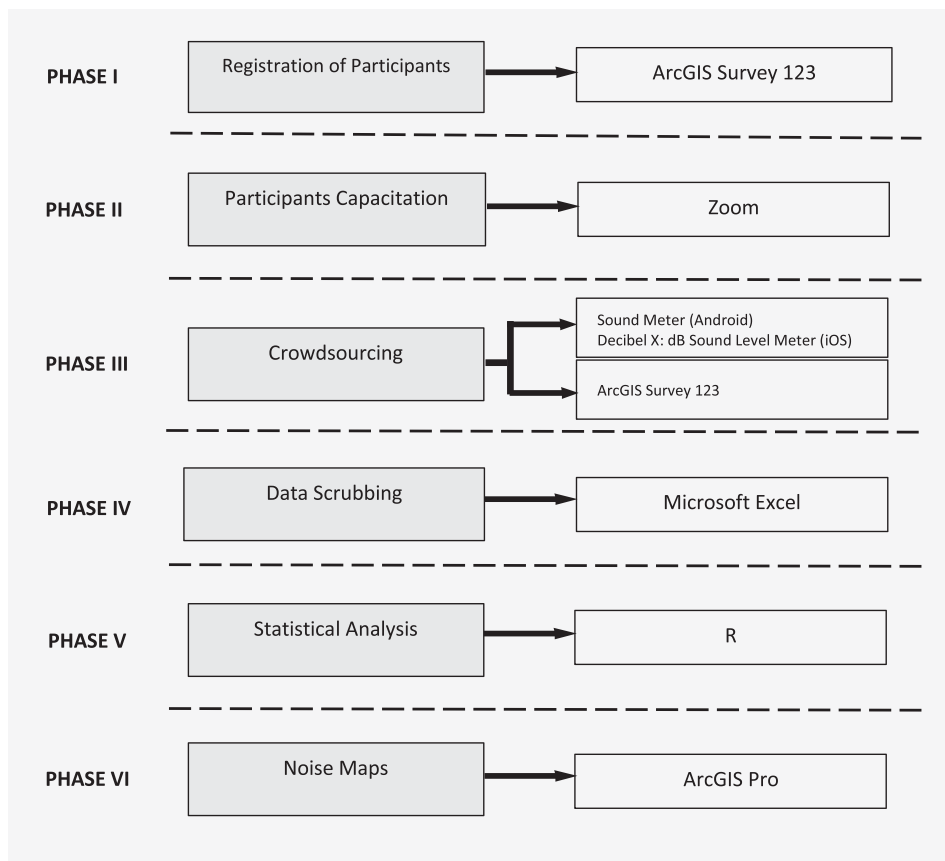 PHASE I
Registration of Participants
ArcGIS Survey 123
PHASE II
Participants Capacitation
Zoom
PHASE III
Crowdsourcing
Sound Meter (Android)
Decibel X: dB Sound Level Meter (iOS)
ArcGIS Survey 123
PHASE IV
Data Scrubbing
Microsoft Excel
PHASE V
Statistical Analysis
R
PHASE VI
Noise Maps
ArcGIS Pro